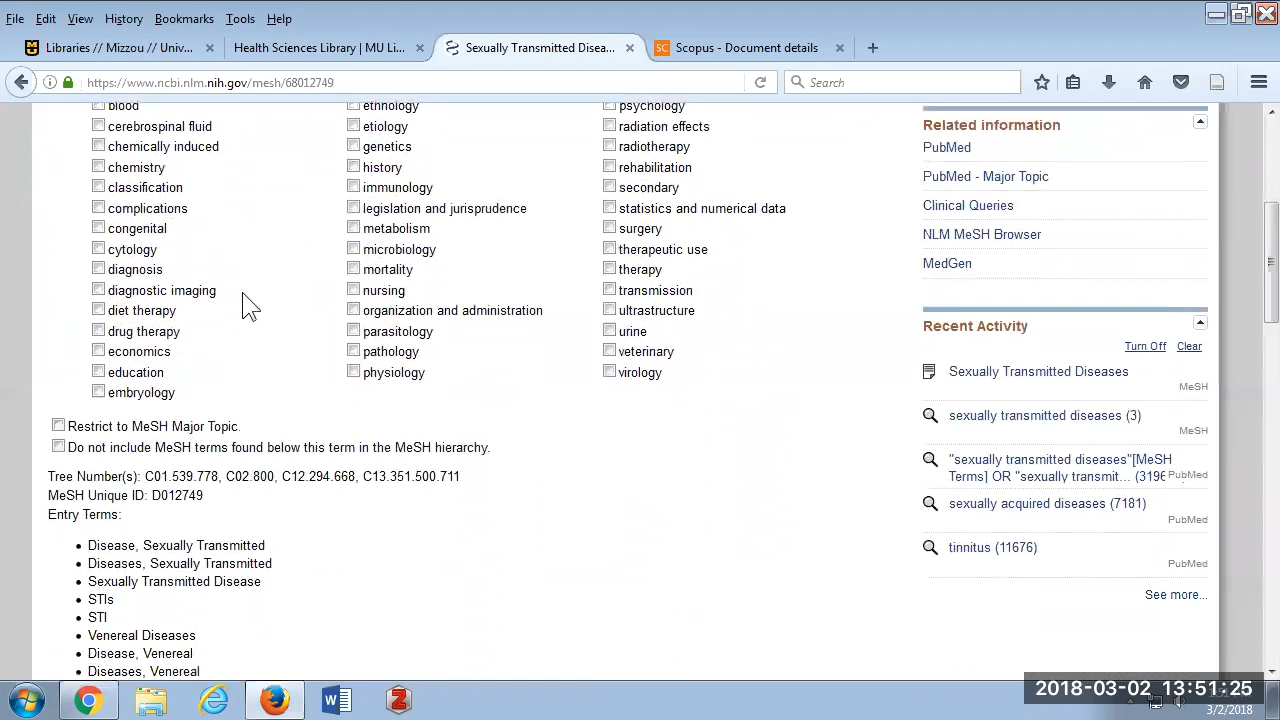 File Edit View History Bookmarks Tools Help
Libraries // Mizzou // Univ... × Health Sciences Library | MU Li... × Sexually Transmitted Disea... × SC Scopus - Document details ×
https://www.ncbi.nlm.nih.gov/mesh/68012749 Search
blood ethnology psychology
cerebrospinal fluid etiology radiation effects
chemically induced genetics radiotherapy
chemistry history rehabilitation
classification immunology secondary
complications legislation and jurisprudence statistics and numerical data
congenital metabolism surgery
cytology microbiology therapeutic use
diagnosis mortality therapy
diagnostic imaging nursing transmission
diet therapy organization and administration ultrastructure
drug therapy parasitology urine
economics pathology veterinary
education physiology virology
embryology
Restrict to MeSH Major Topic.
Do not include MeSH terms found below this term in the MeSH hierarchy.
Tree Number(s): C01.539.778, C02.800, C12.294.668, C13.351.500.711
MeSH Unique ID: D012749
Entry Terms:
Disease, Sexually Transmitted
Diseases, Sexually Transmitted
Sexually Transmitted Disease
STIs
STI
Venereal Diseases
Disease, Venereal
Diseases, Venereal
Related information
PubMed
PubMed - Major Topic
Clinical Queries
NLM MeSH Browser
MedGen
Recent Activity
Turn Off Clear
Sexually Transmitted Diseases
MeSH
sexually transmitted diseases (3)
MeSH
"sexually transmitted diseases"[MeSH
Terms] OR "sexually transmit... (3196 PubMed
sexually acquired diseases (7181)
PubMed
tinnitus (11676)
PubMed
See more...
2018-03-02 13:51:25
3/2/2018